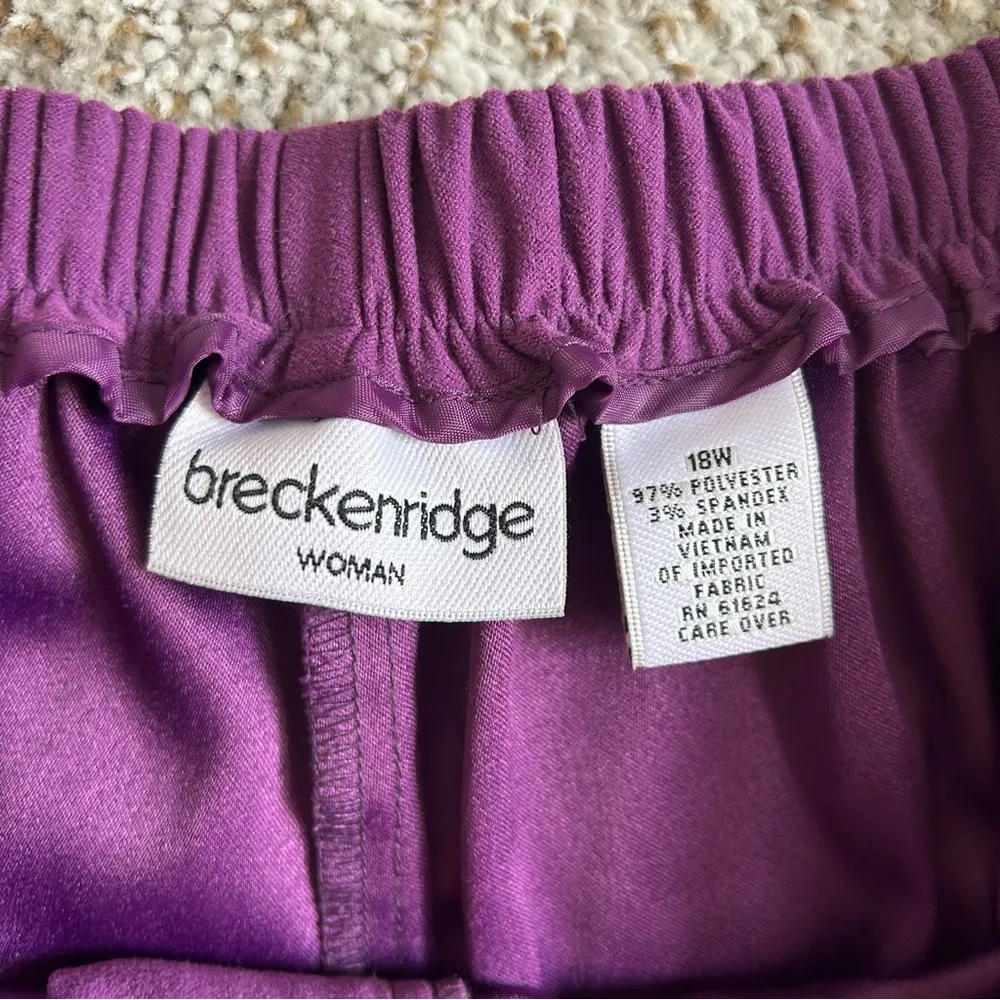 breckenridge
WOMAN
18W
97% POLYESTER
3% SPANDEX
MADE IN
VIETNAM
OF IMPORTED
FABRIC
RN 61624
CARE OVER